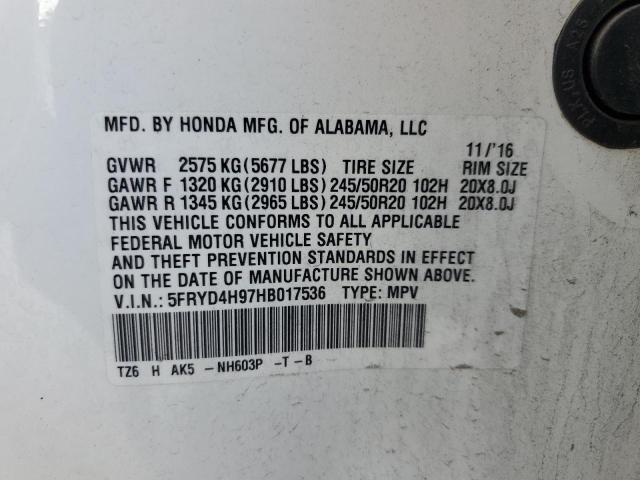 PLX/US A26
MFD. BY HONDA MFG. OF ALABAMA, LLC
11/'16
GVWR 2575 KG(5677 LBS) TIRE SIZE RIM SIZE
GAWR F 1320 KG(2910 LBS) 245/50R20 102H 20X8.0J
GAWR R 1345 KG(2965 LBS) 245/50R20 102H 20X8.0J
THIS VEHICLE CONFORMS TO ALL APPLICABLE
FEDERAL MOTOR VEHICLE SAFETY
AND THEFT PREVENTION STANDARDS IN EFFECT
ON THE DATE OF MANUFACTURE SHOWN ABOVE.
V.I.N.: 5FRYD4H97HB017536 TYPE: MPV
TZ6 H AK5 -NH603P -T-B